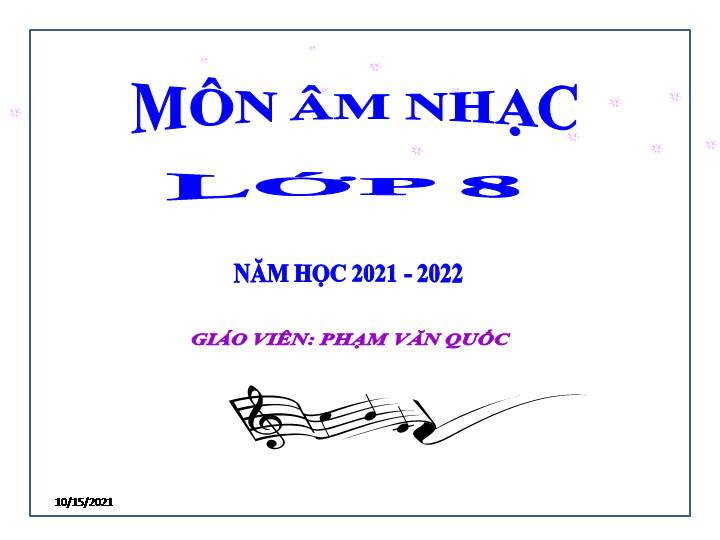 MÔN ÂM NHẠC
LỚP 8
NĂM HỌC 2021 - 2022
GIÁO VIÊN: PHẠM VĂN QUỐC
10/15/2021